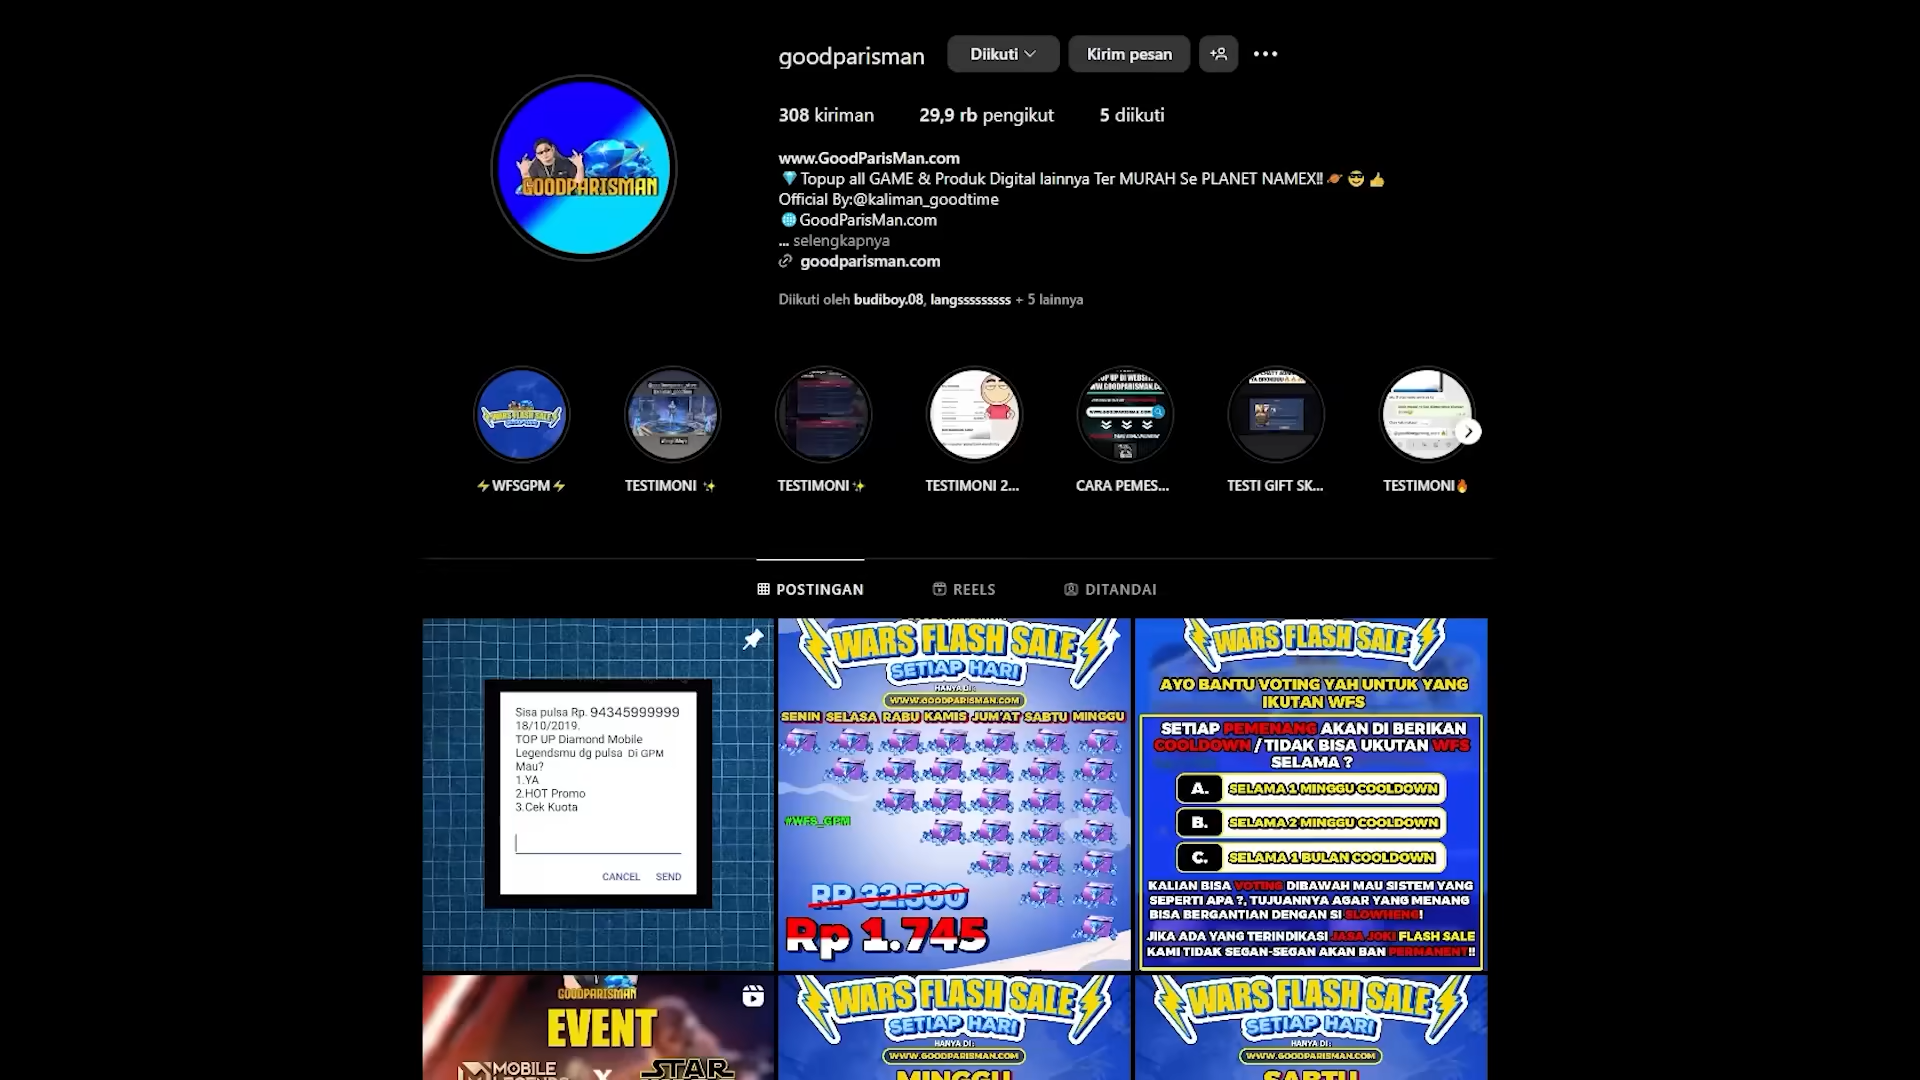 goodparisman
Diikuti
Kirim pesan
308 kiriman
29,9 rb pengikut
5 diikuti
www.GoodParisMan.com
💎 Topup all GAME & Produk Digital lainnya Ter MURAH Se PLANET NAMEX!! 🪐 😎 👍
Official By:@kaliman_goodtime
🌐 GoodParisMan.com
... selengkapnya
goodparisman.com
Diikuti oleh budiboy.08, langsssssssss + 5 lainnya
GOODPARISMAN
⚡WFSGPM⚡
TESTIMONI ✨
TESTIMONI✨
TESTIMONI 2...
CARA PEMES...
TESTI GIFT SK...
TESTIMONI🔥
POSTINGAN
REELS
DITANDAI
Sisa pulsa Rp. 94345999999
18/10/2019.
TOP UP Diamond Mobile
Legendsmu dg pulsa Di GPM
Mau?
1.YA
2.HOT Promo
3.Cek Kuota
CANCEL SEND
WARS FLASH SALE
SETIAP HARI
HANYA DI:
WWW.GOODPARISMAN.COM
SENIN SELASA RABU KAMIS JUM'AT SABTU MINGGU
#WFS_GPM
RP 32.500
Rp 1.745
WARS FLASH SALE
AYO BANTU VOTING YAH UNTUK YANG
IKUTAN WFS
SETIAP PEMENANG AKAN DI BERIKAN
COOLDOWN / TIDAK BISA UKUTAN WFS
SELAMA ?
A. SELAMA 1 MINGGU COOLDOWN
B. SELAMA 2 MINGGU COOLDOWN
C. SELAMA 1 BULAN COOLDOWN
KALIAN BISA VOTING DIBAWAH MAU SISTEM YANG
SEPERTI APA ?, TUJUANNYA AGAR YANG MENANG
BISA BERGANTIAN DENGAN SI SLOWHENG!
JIKA ADA YANG TERINDIKASI JASA JOKI FLASH SALE
KAMI TIDAK SEGAN-SEGAN AKAN BAN PERMANENT!!
GOODPARISMAN
EVENT
MOBILE
X
STAR
WARS FLASH SALE
SETIAP HARI
HANYA DI:
WWW.GOODPARISMAN.COM
MINGGU
WARS FLASH SALE
SETIAP HARI
HANYA DI:
WWW.GOODPARISMAN.COM
SABTU